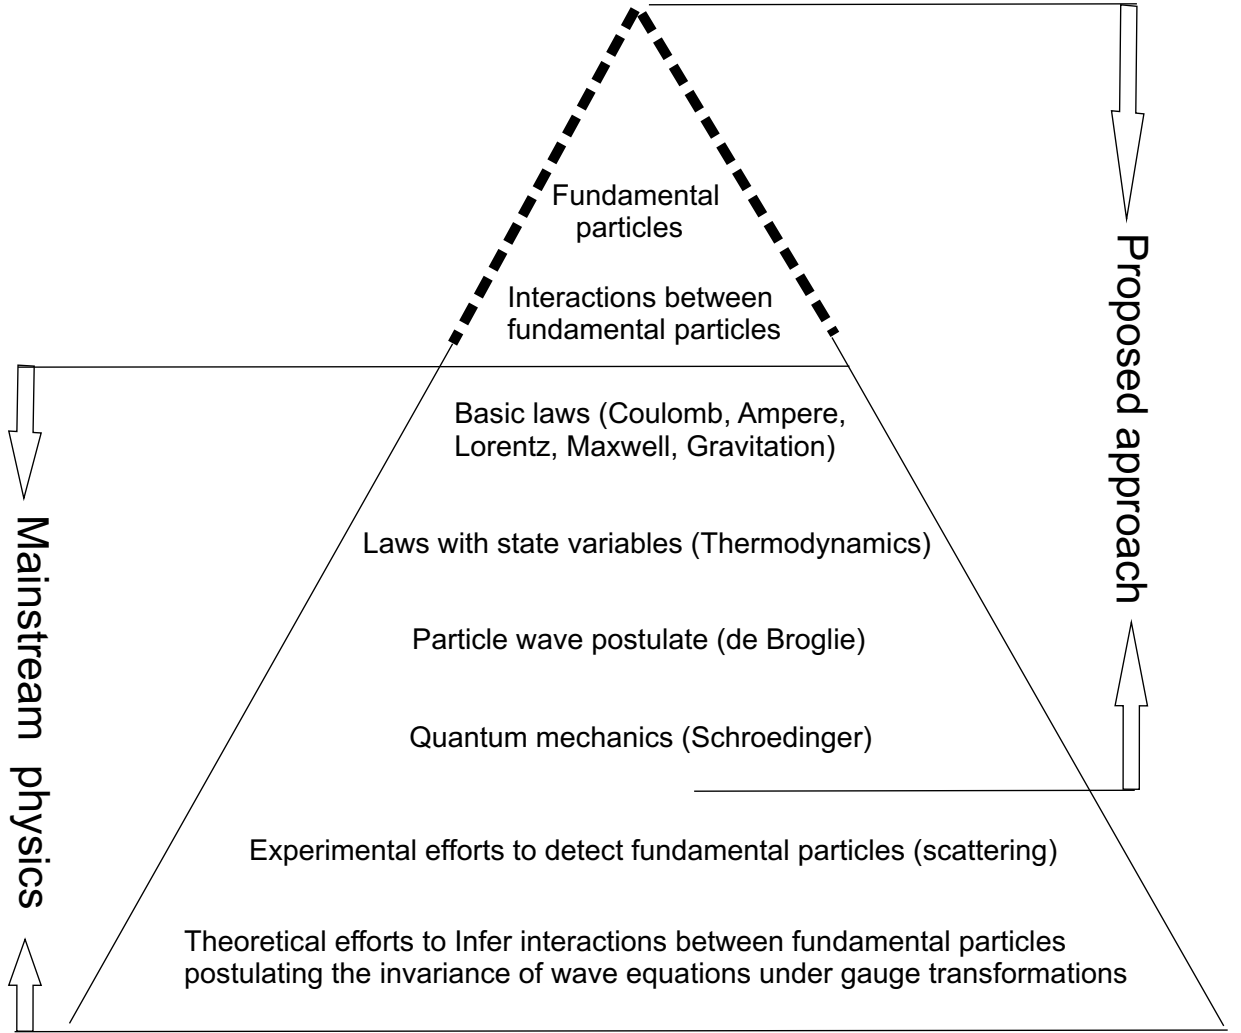 Fundamental
particles
Interactions between
fundamental particles
Basic laws (Coulomb, Ampere,
Lorentz, Maxwell, Gravitation)
Laws with state variables (Thermodynamics)
Particle wave postulate (de Broglie)
Quantum mechanics (Schroedinger)
Experimental efforts to detect fundamental particles (scattering)
Theoretical efforts to Infer interactions between fundamental particles
postulating the invariance of wave equations under gauge transformations
Mainstream physics
Proposed approach